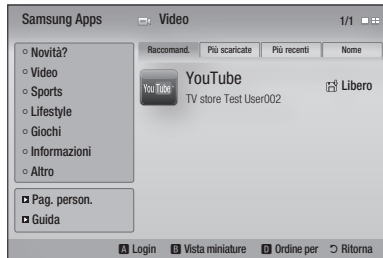 Samsung Apps
Video
1/1
Novità?
Video
Sports
Lifestyle
Giochi
Informazioni
Altro
Pag. person.
Guida
Raccomand. Più scaricate Più recenti Nome
You Tube
YouTube
TV store Test User002
Libero
A Login B Vista miniature D Ordine per Ritorna